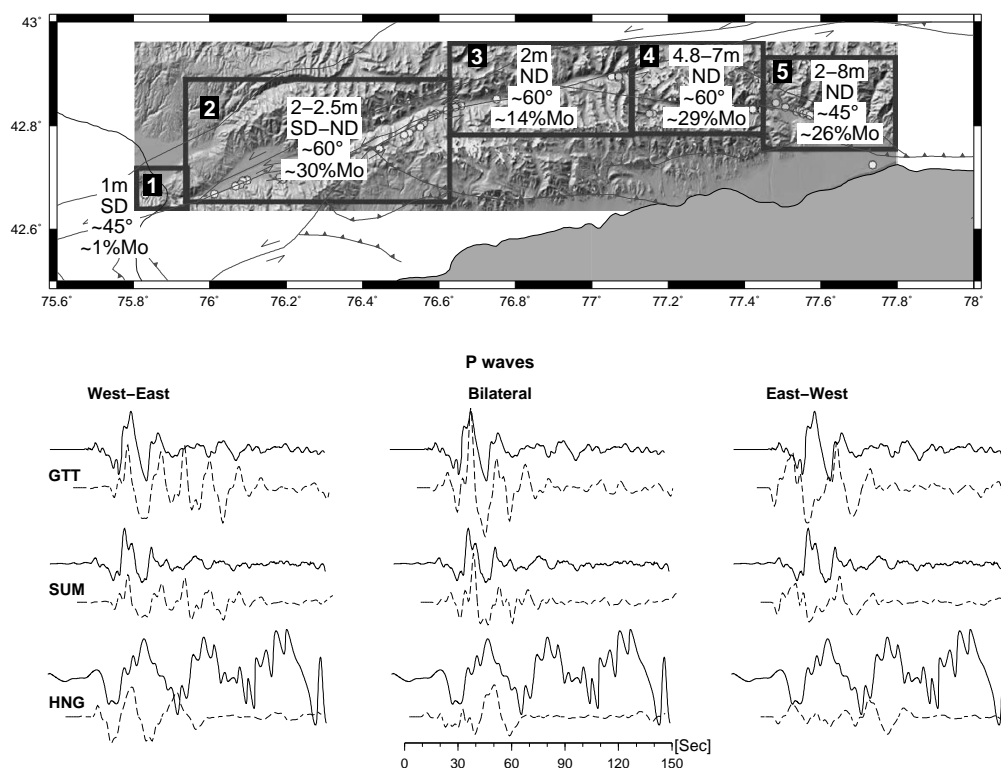 43°
42.8°
42.6°
75.6°
75.8°
76°
76.2°
76.4°
76.6°
76.8°
77°
77.2°
77.4°
77.6°
77.8°
78°
1
1m
SD
~45°
~1%Mo
2
2–2.5m
SD–ND
~60°
~30%Mo
3
2m
ND
~60°
~14%Mo
4
4.8–7m
ND
~60°
~29%Mo
5
2–8m
ND
~45°
~26%Mo
P waves
West–East
Bilateral
East–West
GTT
SUM
HNG
[Sec]
0
30
60
90
120
150